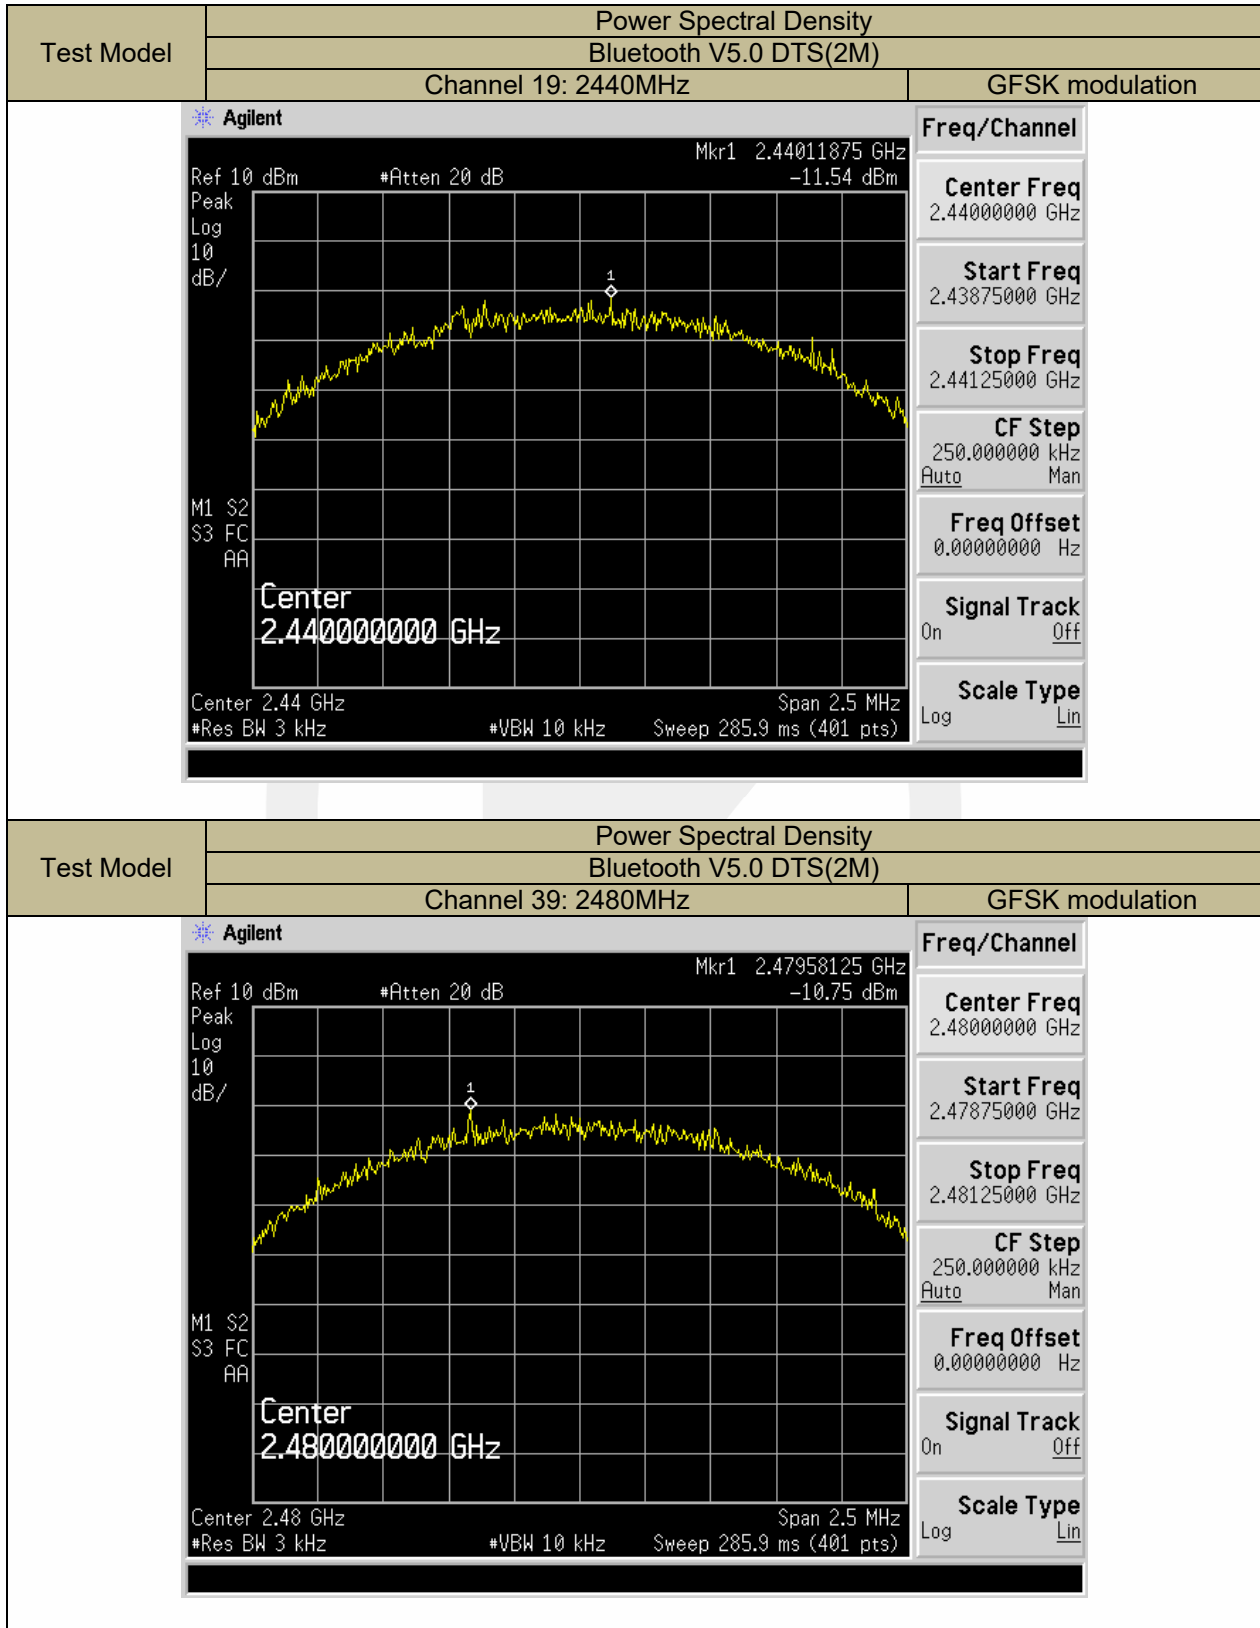 Test Model
Power Spectral Density
Bluetooth V5.0 DTS(2M)
Channel 19: 2440MHz GFSK modulation
Agilent
Freq/Channel
Mkr1 2.44011875 GHz
Ref 10 dBm #Atten 20 dB -11.54 dBm
Peak
Log
10
dB/
1
M1 S2
S3 FC
AA
Center
2.440000000 GHz
Center 2.44 GHz Span 2.5 MHz
#Res BW 3 kHz #VBW 10 kHz Sweep 285.9 ms (401 pts)
Center Freq
2.44000000 GHz
Start Freq
2.43875000 GHz
Stop Freq
2.44125000 GHz
CF Step
250.000000 kHz
Auto Man
Freq Offset
0.00000000 Hz
Signal Track
On Off
Scale Type
Log Lin
Test Model
Power Spectral Density
Bluetooth V5.0 DTS(2M)
Channel 39: 2480MHz GFSK modulation
Agilent
Freq/Channel
Mkr1 2.47958125 GHz
Ref 10 dBm #Atten 20 dB -10.75 dBm
Peak
Log
10
dB/
1
M1 S2
S3 FC
AA
Center
2.480000000 GHz
Center 2.48 GHz Span 2.5 MHz
#Res BW 3 kHz #VBW 10 kHz Sweep 285.9 ms (401 pts)
Center Freq
2.48000000 GHz
Start Freq
2.47875000 GHz
Stop Freq
2.48125000 GHz
CF Step
250.000000 kHz
Auto Man
Freq Offset
0.00000000 Hz
Signal Track
On Off
Scale Type
Log Lin